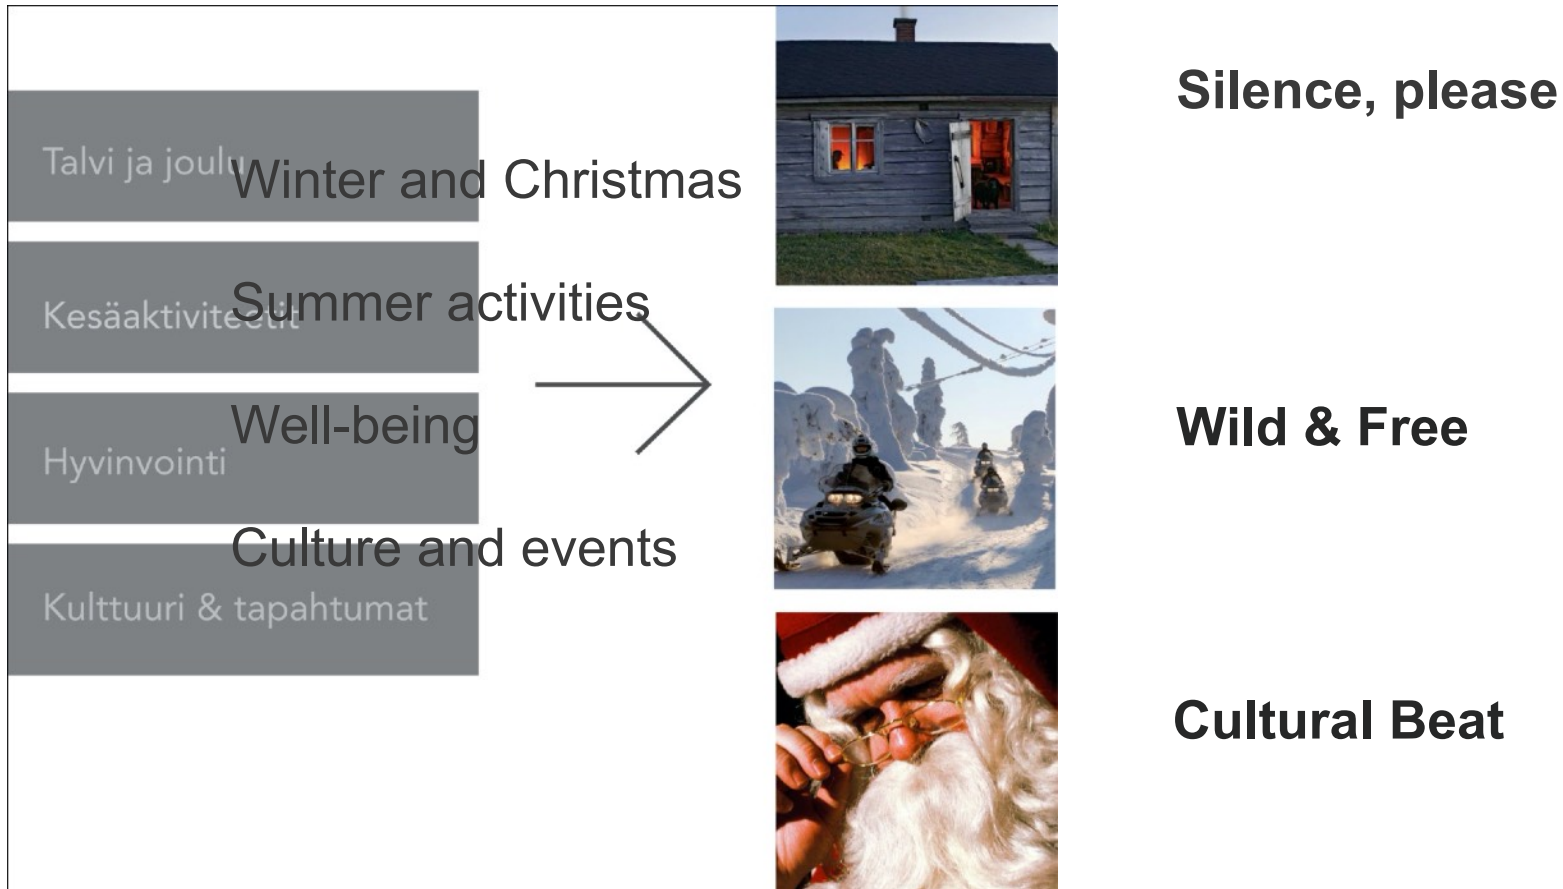 Talvi ja joulu
Winter and Christmas
Kesäaktiviteetit
Summer activities
Hyvinvointi
Well-being
Kulttuuri & tapahtumat
Culture and events
Silence, please
Wild & Free
Cultural Beat